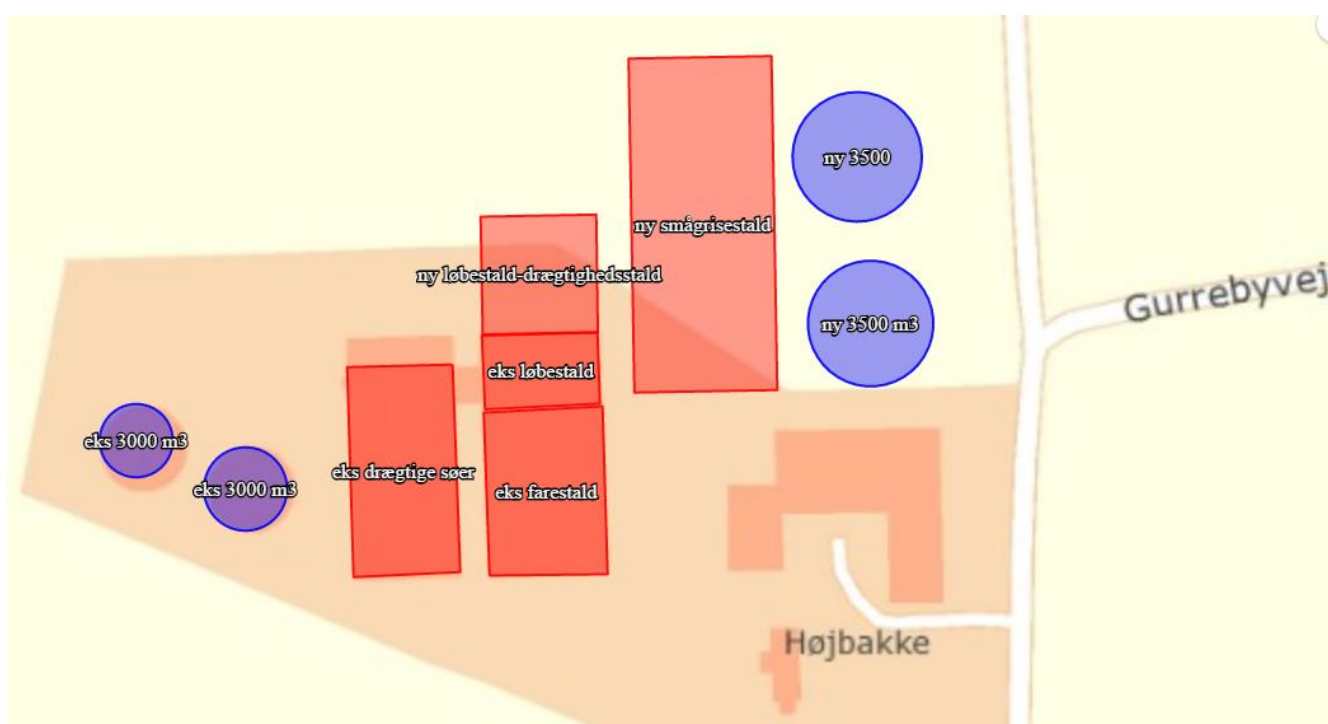 ny 3500
ny smågrisestald
ny løbestald-drægtighedsstald
Gurrebyvej
ny 3500 m3
eks løbestald
eks 3000 m3
eks drægtige søer
eks 3000 m3
eks farestald
Højbakke